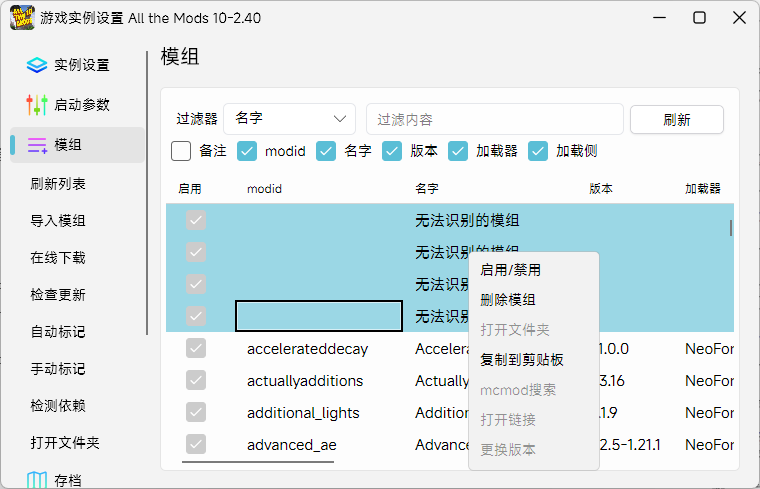 游戏实例设置 All the Mods 10-2.40
实例设置
启动参数
模组
刷新列表
导入模组
在线下载
检查更新
自动标记
手动标记
检测依赖
打开文件夹
存档
模组
过滤器 名字 过滤内容 刷新
备注 modid 名字 版本 加载器 加载侧
启用 modid 名字 版本 加载器
无法识别的模组
无法识别的模组
无法识别
无法识别
accelerateddecay Accelera 1.0.0 NeoFor
actuallyadditions Actually 3.16 NeoFor
additional_lights Addition .1.9 NeoFor
advanced_ae Advance 2.5-1.21.1 NeoFor
启用/禁用
删除模组
打开文件夹
复制到剪贴板
mcmod搜索
打开链接
更换版本